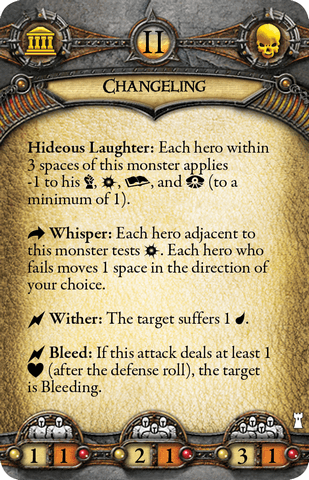 II
CHANGELING
Hideous Laughter: Each hero within
3 spaces of this monster applies
-1 to his , , , and (to a
minimum of 1).
Whisper: Each hero adjacent to
this monster tests . Each hero who
fails moves 1 space in the direction of
your choice.
Wither: The target suffers 1 .
Bleed: If this attack deals at least 1
(after the defense roll), the target
is Bleeding.
1 1 2 1 3 1